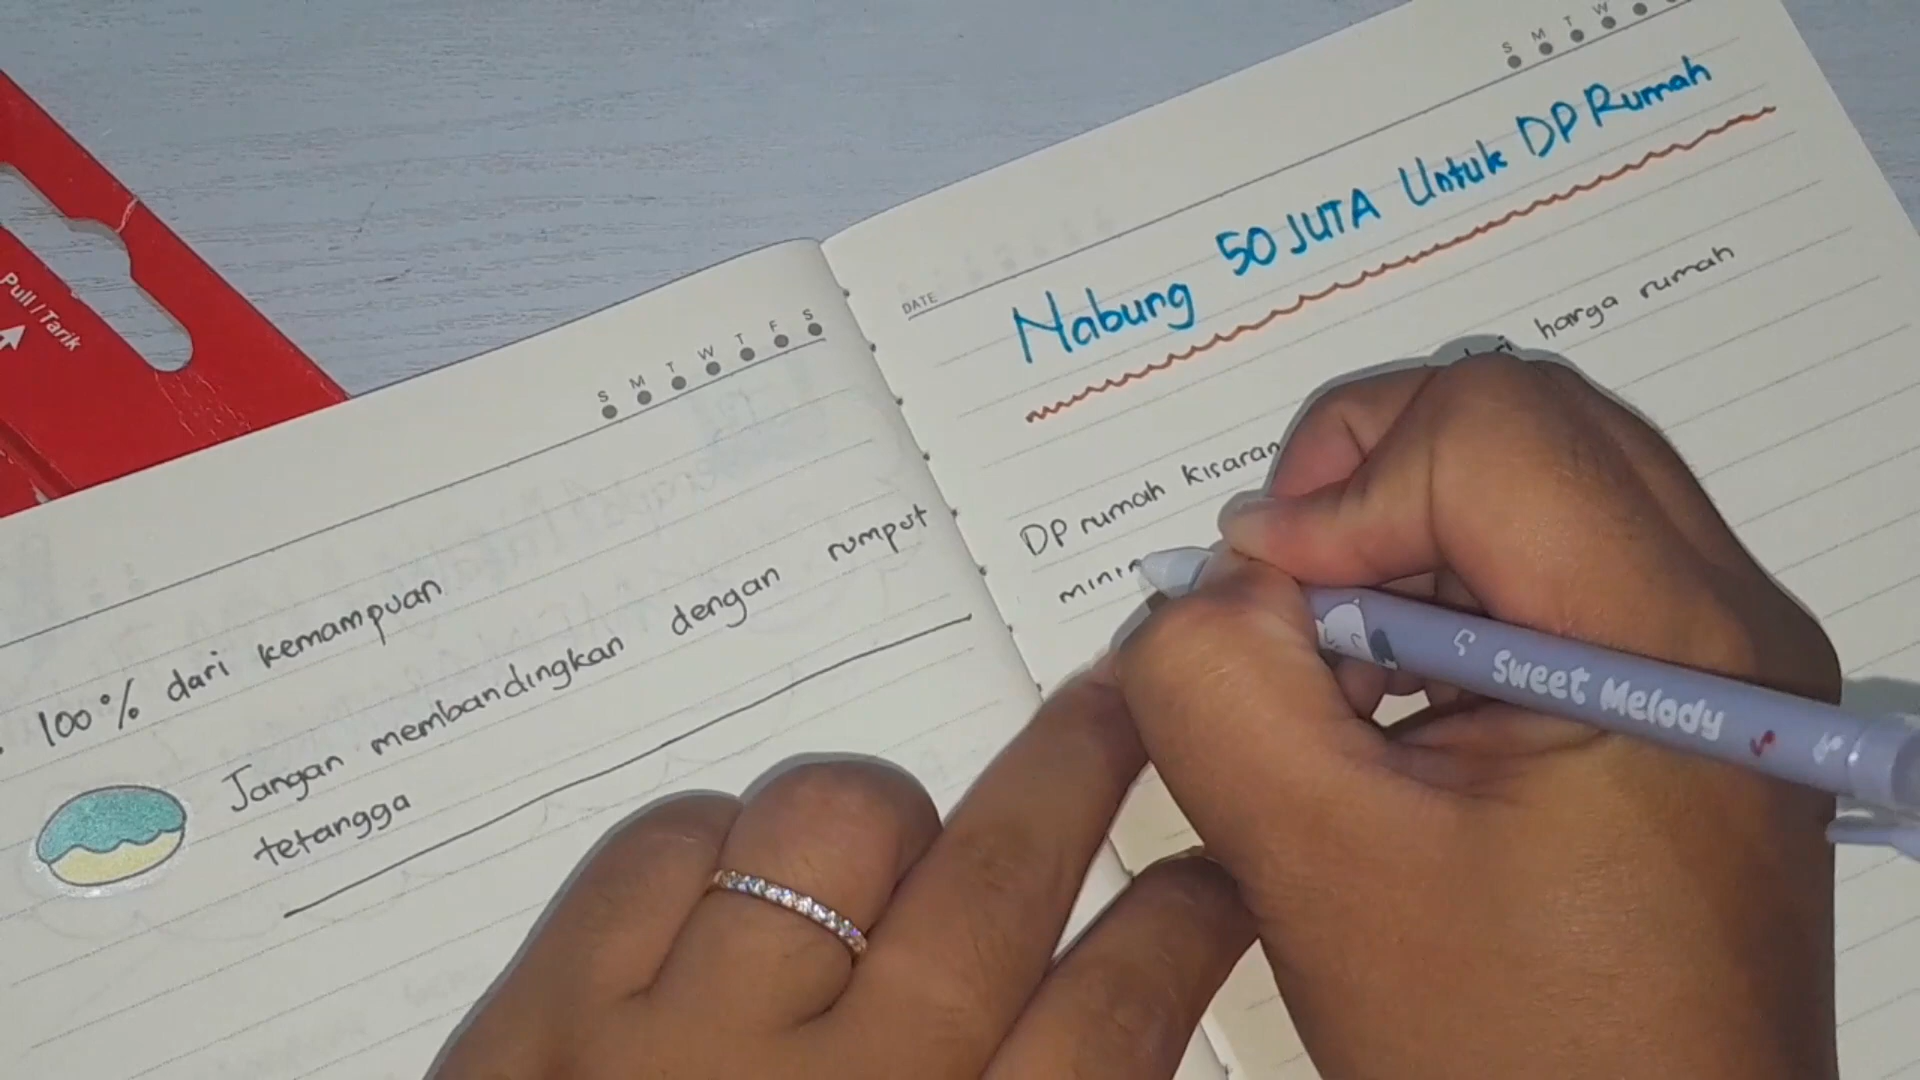 Pull / Tarik
S M T W T F S
100% dari kemampuan
Jangan membandingkan dengan rumput
tetangga
S M T W
DATE
Nabung 50 JUTA Untuk DP Rumah
DP rumah kisaran harga rumah
Sweet Melody